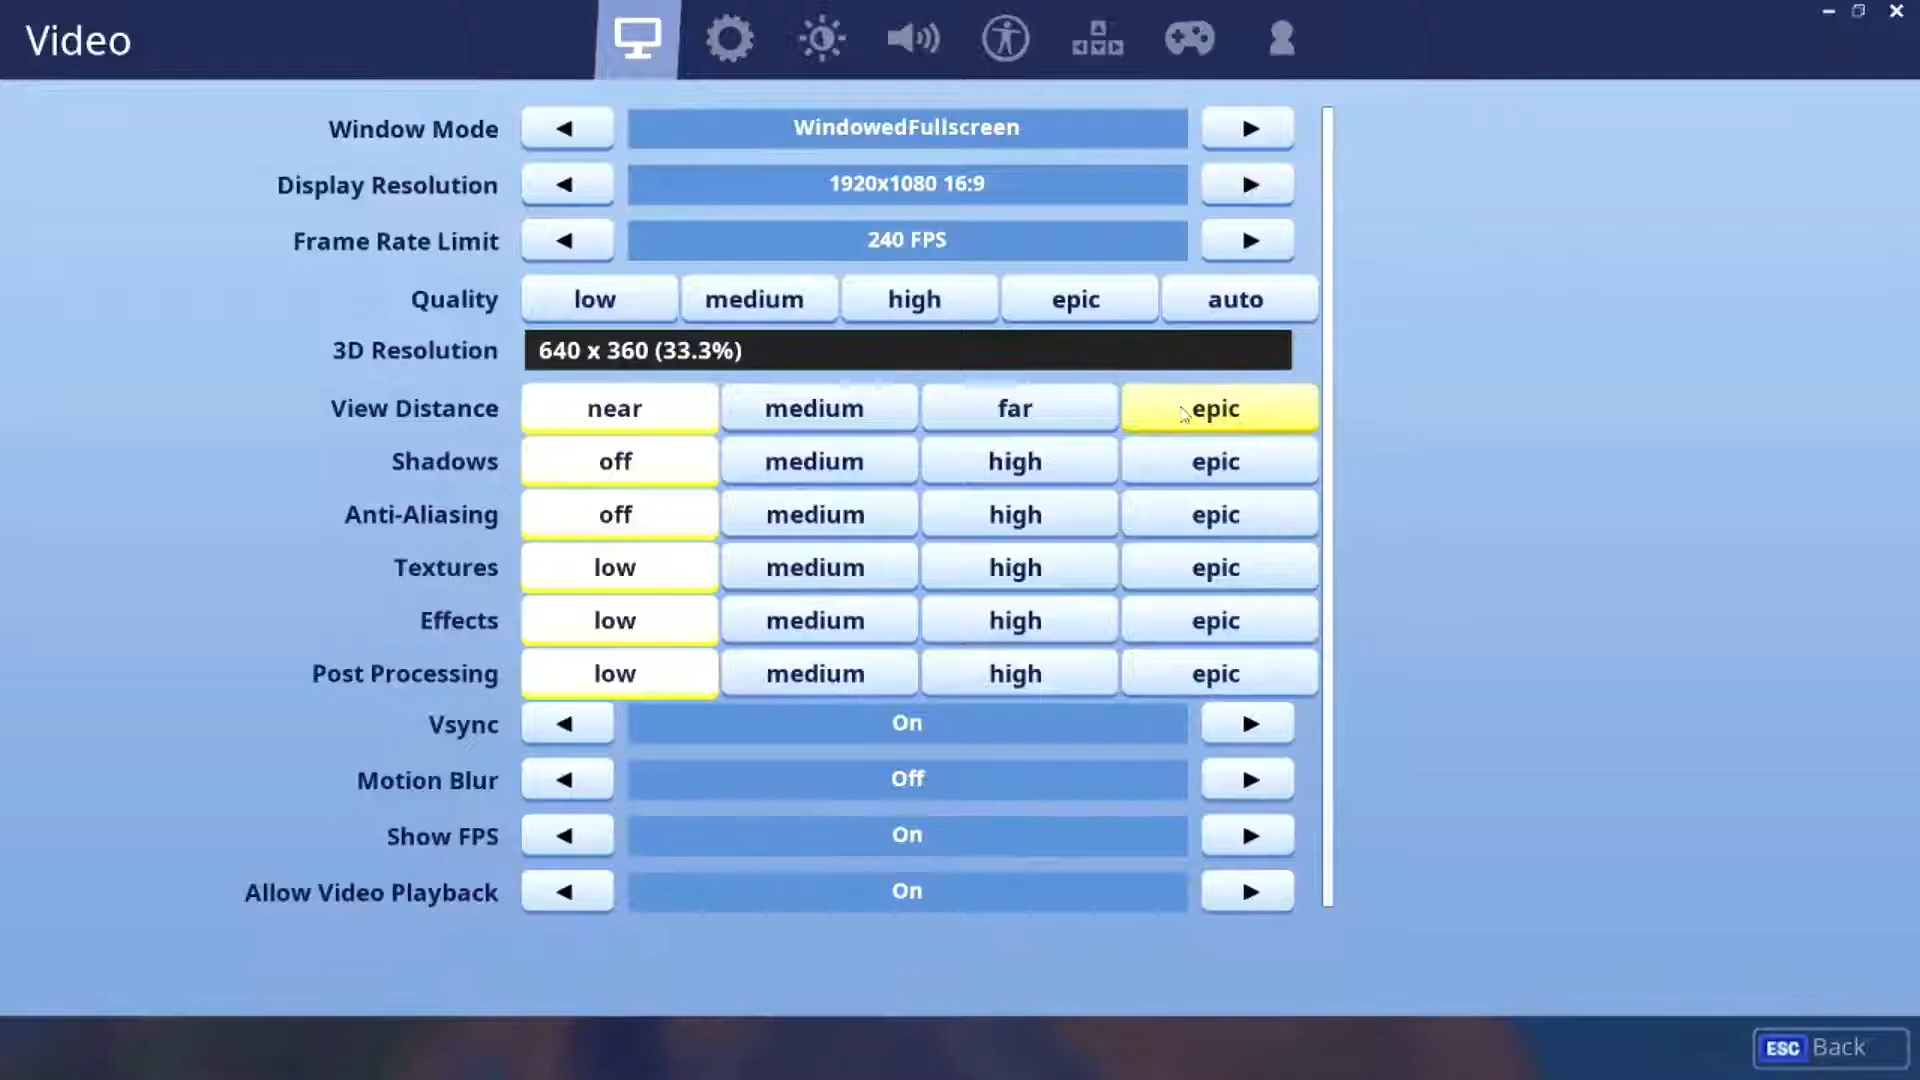 Video
Window Mode WindowedFullscreen
Display Resolution 1920x1080 16:9
Frame Rate Limit 240 FPS
Quality low medium high epic auto
3D Resolution 640 x 360 (33.3%)
View Distance near medium far epic
Shadows off medium high epic
Anti-Aliasing off medium high epic
Textures low medium high epic
Effects low medium high epic
Post Processing low medium high epic
Vsync On
Motion Blur Off
Show FPS On
Allow Video Playback On
ESC Back